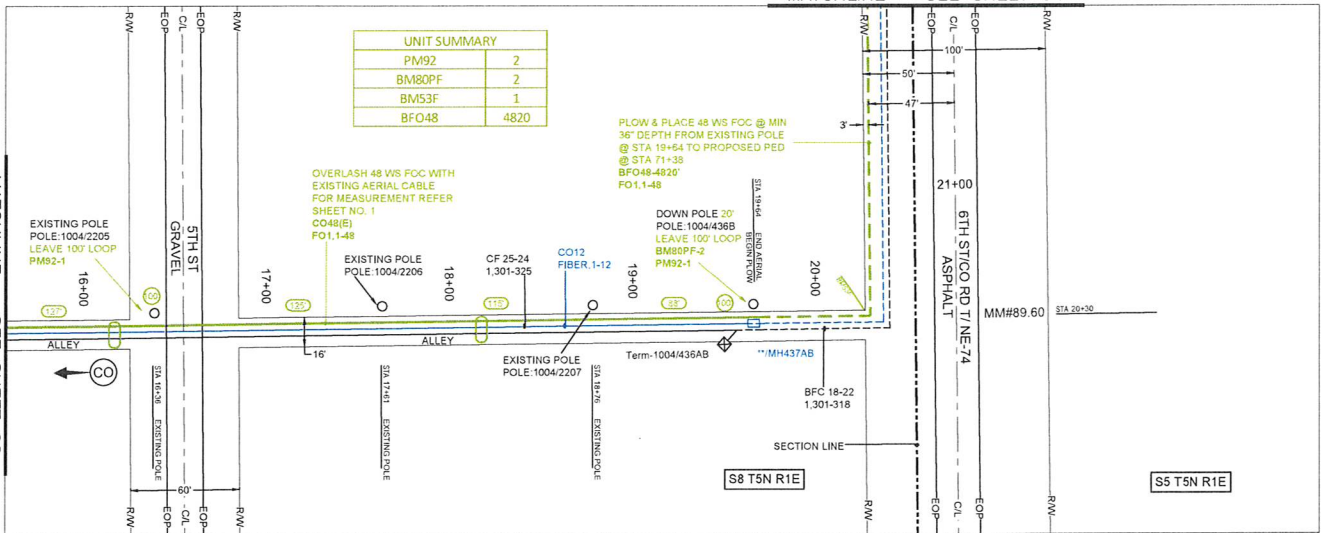 R/W
EOP
C/L
EOP
R/W
R/W
EOP
C/L
EOP
R/W
UNIT SUMMARY
PM92 2
BM80PF 2
BM53F 1
BFO48 4820
100'
50'
47'
3'
PLOW & PLACE 48 WS FOC @ MIN
36" DEPTH FROM EXISTING POLE
@ STA 19+64 TO PROPOSED PED
@ STA 71+38
BFO48-4820'
FO1,1-48
OVERLASH 48 WS FOC WITH
EXISTING AERIAL CABLE
FOR MEASUREMENT REFER
SHEET NO. 1
CO48(E)
FO1,1-48
EXISTING POLE
POLE:1004/2205
LEAVE 100' LOOP
PM92-1
5TH ST
GRAVEL
EXISTING POLE
POLE:1004/2206
CF 25-24
1,301-325
CO12
FIBER,1-12
DOWN POLE 20'
POLE:1004/436B
LEAVE 100' LOOP
BM80PF-2
PM92-1
STA 19+64
END AERIAL
BEGIN PLOW
21+00
6TH ST/CO RD T/ NE-74
ASPHALT
16+00
17+00
18+00
19+00
20+00
127'
100'
125'
115'
88'
100'
MM#89.60
STA 20+30
ALLEY
ALLEY
16'
CO
EXISTING POLE
POLE:1004/2207
Term-1004/436AB
**/MH437AB
BFC 18-22
1,301-318
STA 16+36 EXISTING POLE
STA 17+61 EXISTING POLE
STA 18+76 EXISTING POLE
SECTION LINE
60'
S8 T5N R1E
S5 T5N R1E
R/W
EOP
C/L
EOP
R/W
R/W
EOP
C/L
EOP
R/W